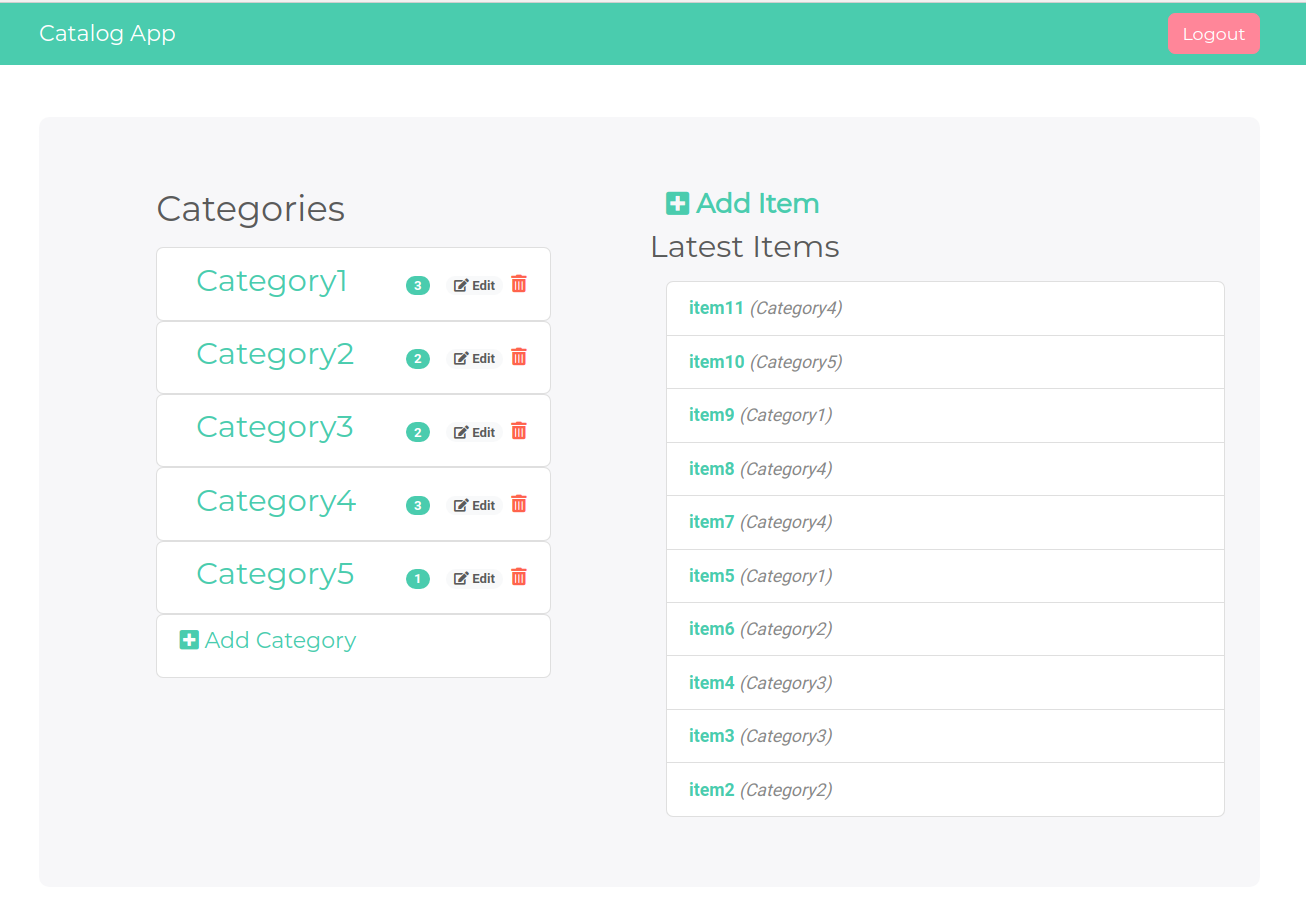 Catalog App
Logout
Categories
Category1 3 Edit
Category2 2 Edit
Category3 2 Edit
Category4 3 Edit
Category5 1 Edit
Add Category
Add Item
Latest Items
item11 (Category4)
item10 (Category5)
item9 (Category1)
item8 (Category4)
item7 (Category4)
item5 (Category1)
item6 (Category2)
item4 (Category3)
item3 (Category3)
item2 (Category2)